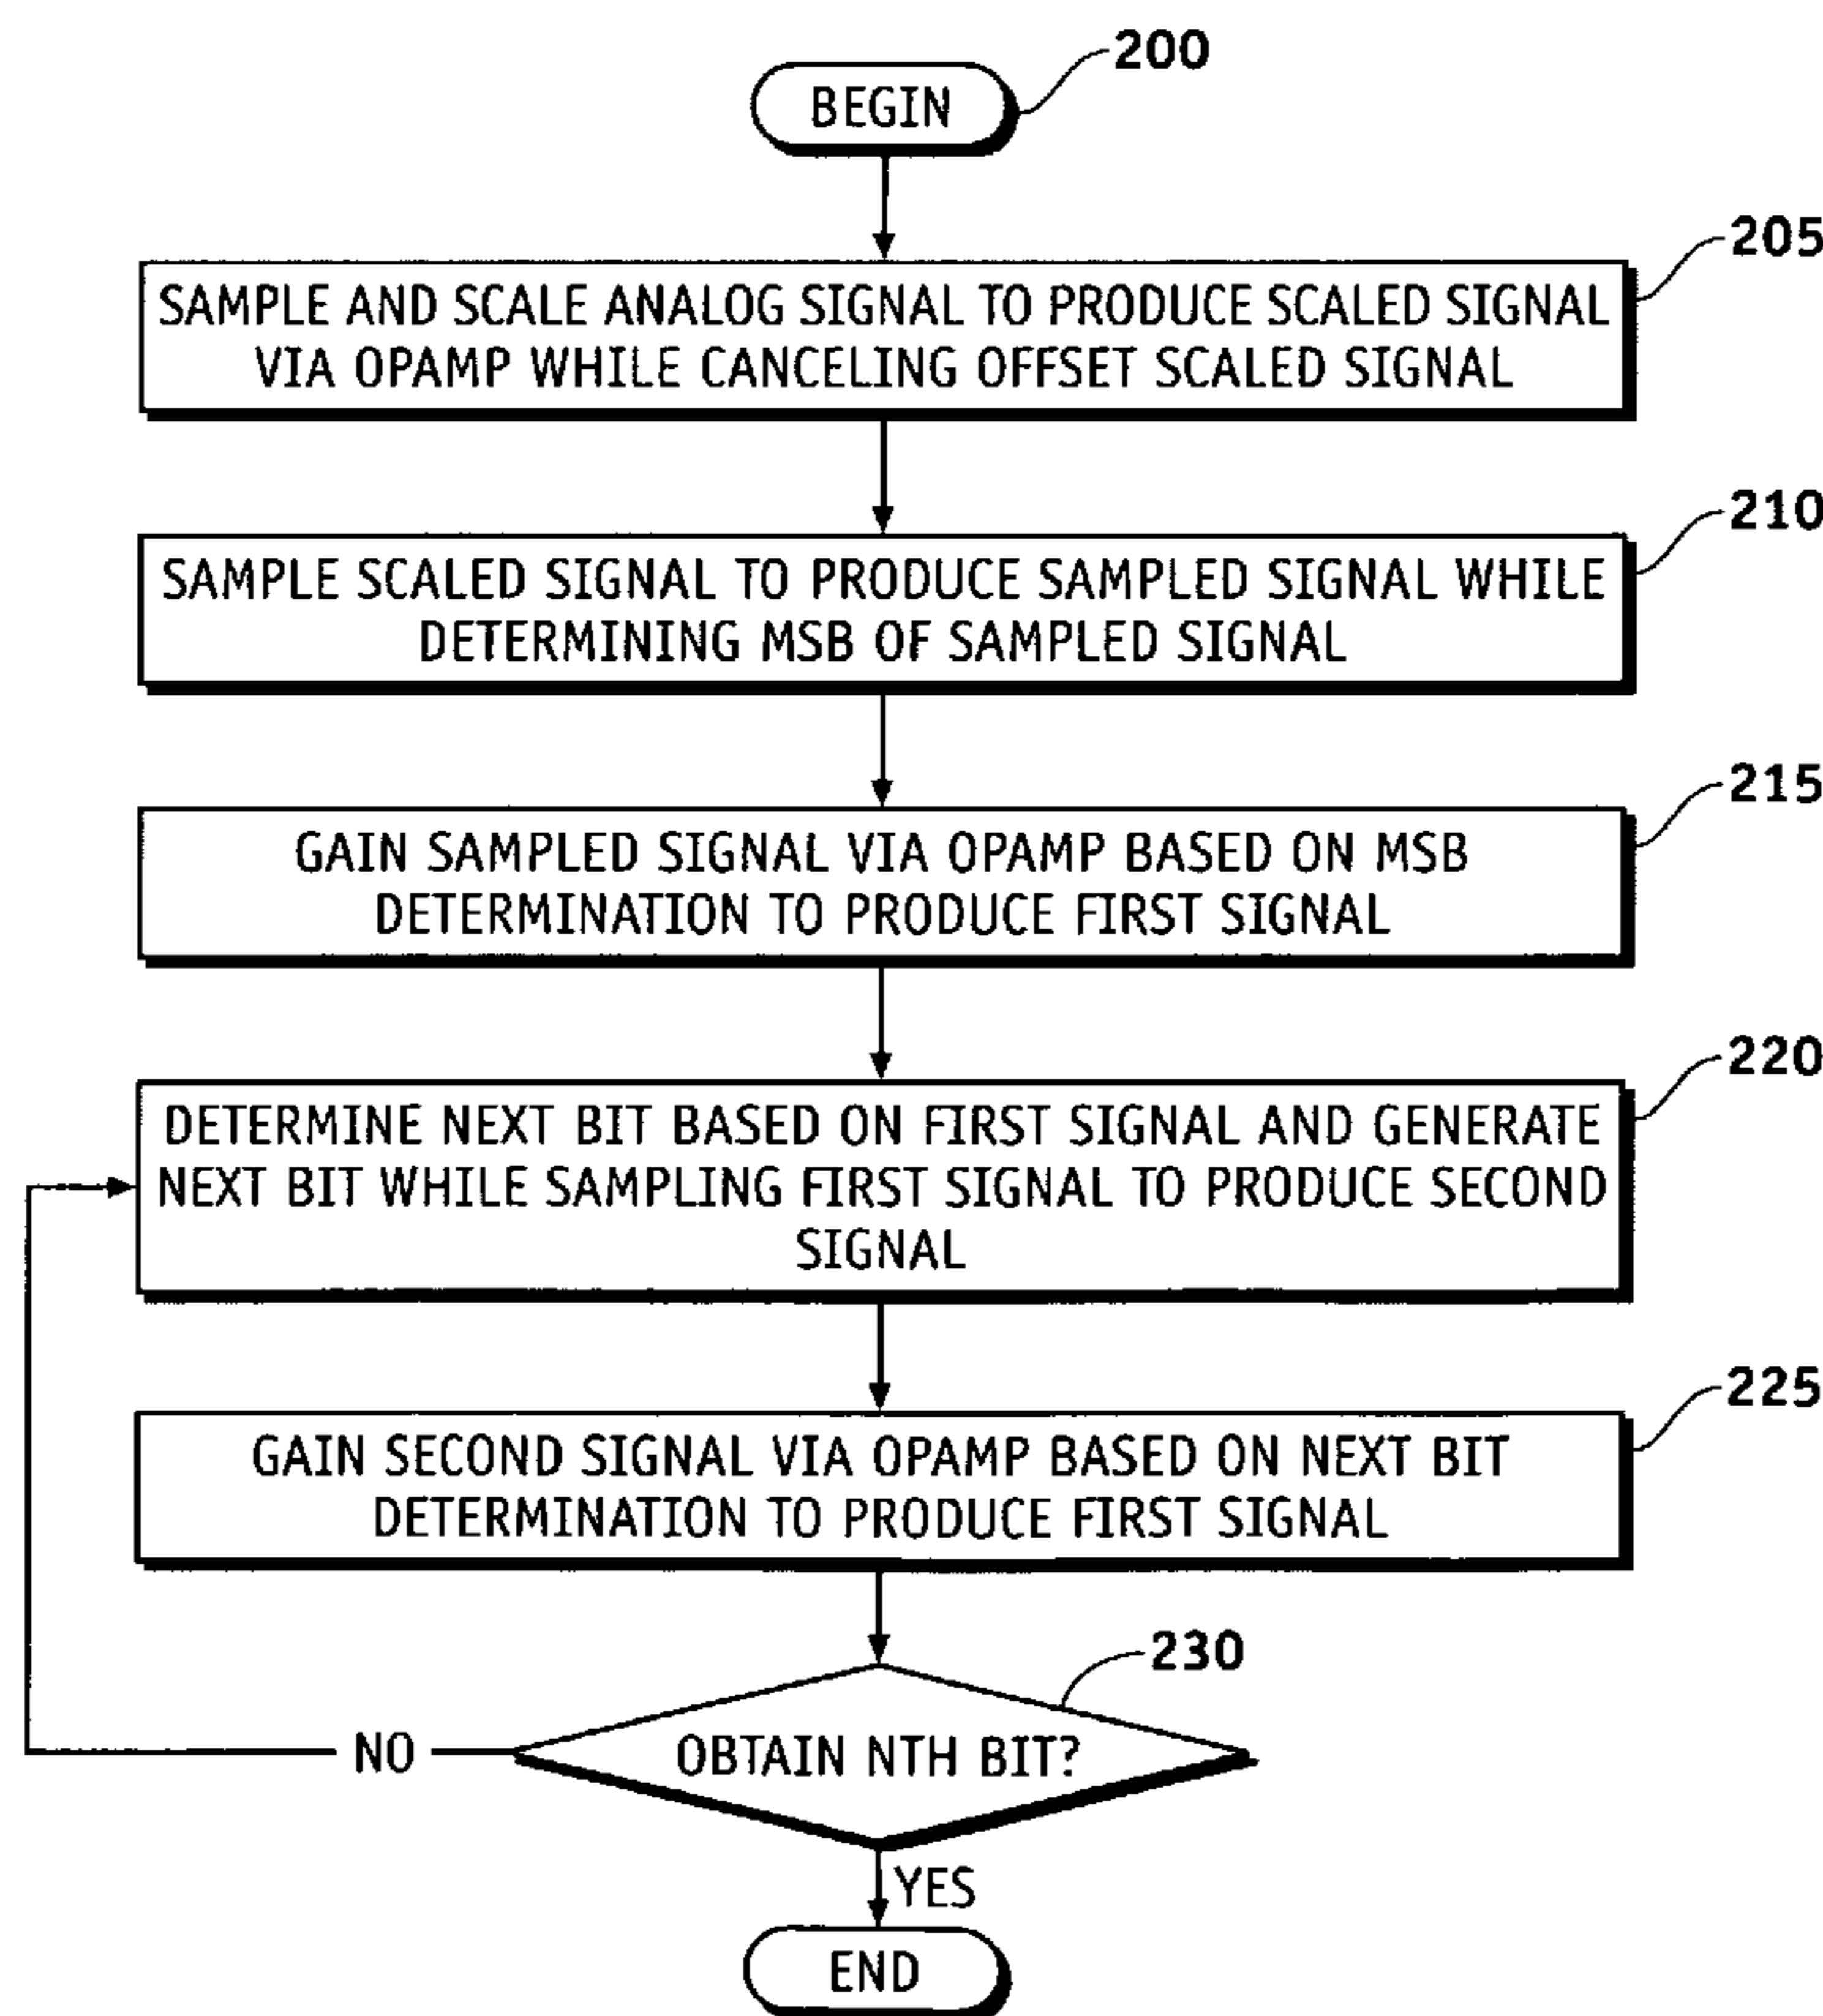 200
BEGIN
205
SAMPLE AND SCALE ANALOG SIGNAL TO PRODUCE SCALED SIGNAL
VIA OPAMP WHILE CANCELING OFFSET SCALED SIGNAL
210
SAMPLE SCALED SIGNAL TO PRODUCE SAMPLED SIGNAL WHILE
DETERMINING MSB OF SAMPLED SIGNAL
215
GAIN SAMPLED SIGNAL VIA OPAMP BASED ON MSB
DETERMINATION TO PRODUCE FIRST SIGNAL
220
DETERMINE NEXT BIT BASED ON FIRST SIGNAL AND GENERATE
NEXT BIT WHILE SAMPLING FIRST SIGNAL TO PRODUCE SECOND
SIGNAL
225
GAIN SECOND SIGNAL VIA OPAMP BASED ON NEXT BIT
DETERMINATION TO PRODUCE FIRST SIGNAL
230
NO
OBTAIN NTH BIT?
YES
END